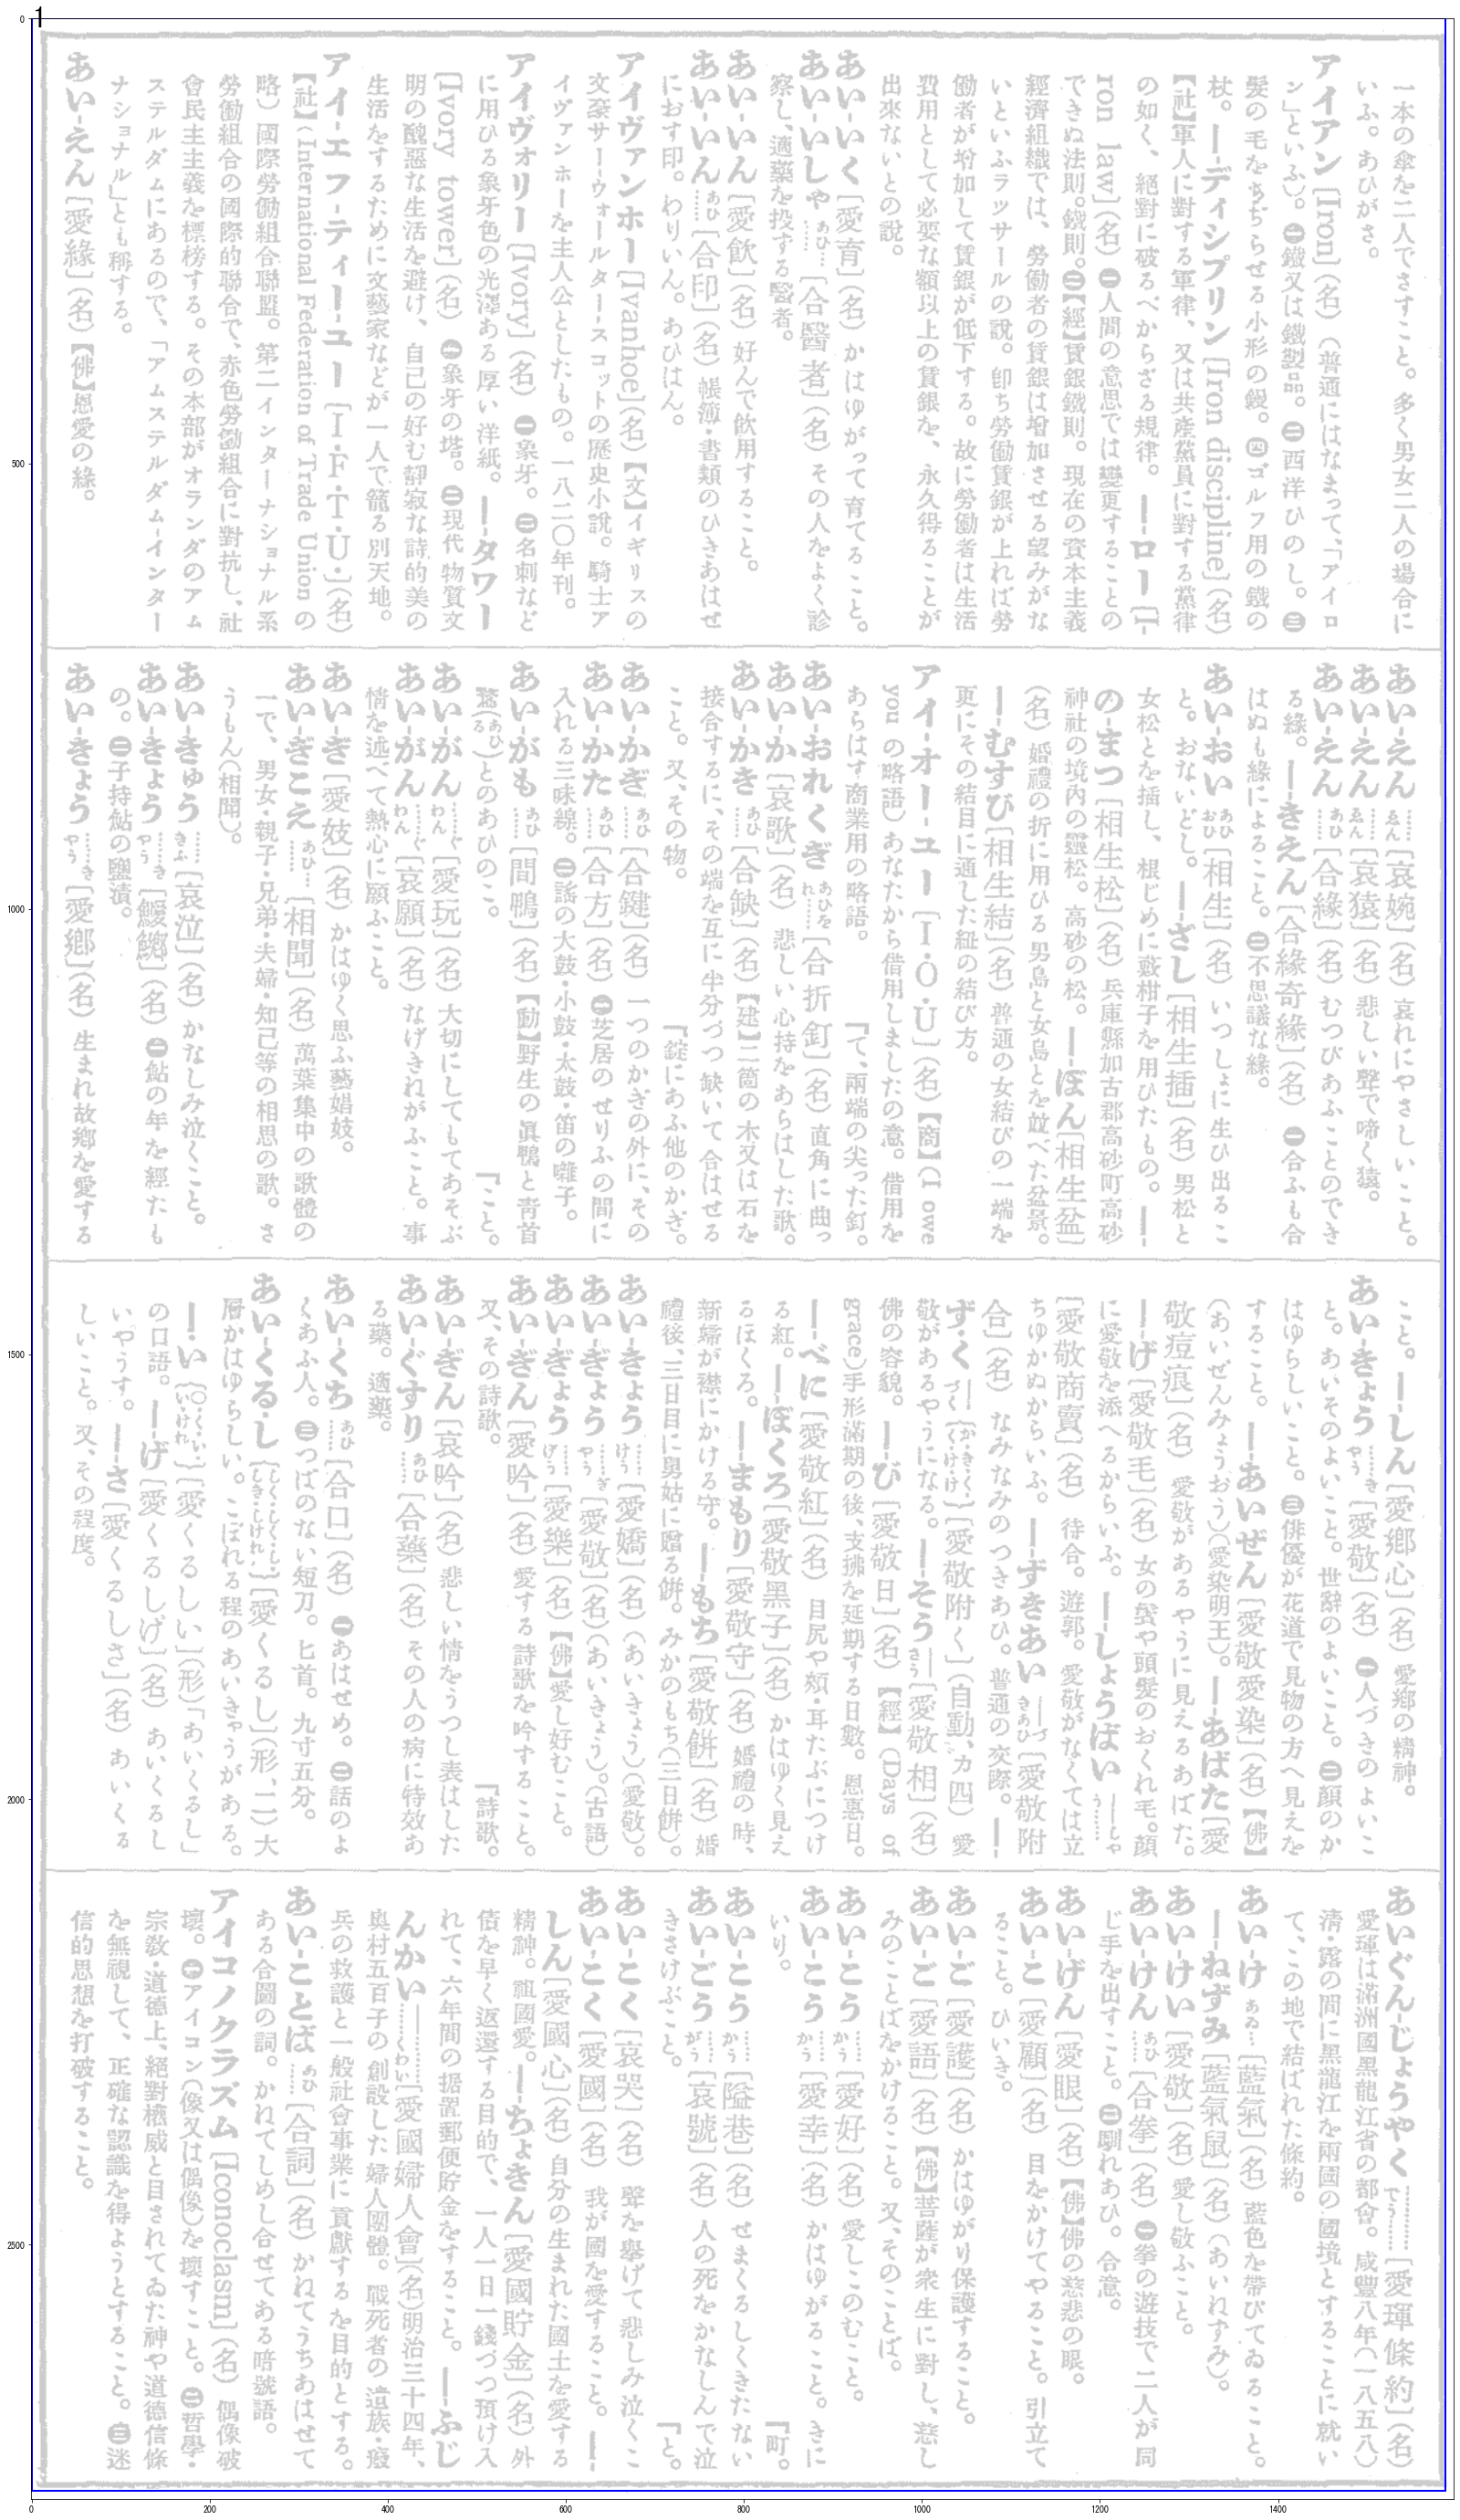 一本の傘を二人でさすこと。多く男女二人の場合に
いふ。あひがさ。
アイアン[Iron](名)(普通にはなまって、「アイロ
ン」といふ)。㊀鐵又は鐵製品。㊁西洋ひのし。㊂
髮の毛をちぢらせる小形の鏝。㊃ゴルフ用の鐵の
杖。―ディシプリン[Iron discipline](名)
【社】軍人に對する軍律、又は共産黨員に對する黨律
の如く、絕對に破るべからざる規律。―ロー[I-
ron law](名)㊀人間の意思では變更することの
できぬ法則。鐵則。㊁【經】賃銀鐵則。現在の資本主義
經濟組織では、勞働者の賃銀は增加させる望みがな
いといふラッサールの說。卽ち勞働賃銀が上れば勞
働者が增加して賃銀が低下する。故に勞働者は生活
費用として必要な額以上の賃銀を、永久得ることが
出來ないとの說。
あい-いく[愛育](名)かはゆがって育てること。
あい-いしゃ あひ…[合醫者](名)その人をよく診
察し、適藥を投ずる醫者。
あい-いん[愛飮](名)好んで飮用すること。
あい-いん あひ…[合印](名)帳簿・書類のひきあはせ
におす印。わりいん。あひはん。
アイヴァンホー[Ivanhoe](名)【文】イギリスの
文豪サー-ウォールター-スコットの歷史小說。騎士ア
イヴァンホーを主人公としたもの。一八二〇年刊。
アイヴォリー[Ivory](名)㊀象牙。㊁名刺など
に用ひる象牙色の光澤ある厚い洋紙。―タワー
[Ivory tower](名)㊀象牙の塔。㊁現代物質文
明の醜惡な生活を避け、自己の好む靜寂な詩的美の
生活をするために文藝家などが一人で籠る別天地。
アイ-エフ-ティー-ユー[I・F・T・U・](名)
【社】(International Federation of Trade Union の
略)國際勞働組合聯盟。第二インターナショナル系
勞働組合の國際的聯合で、赤色勞働組合に對抗し、社
會民主主義を標榜する。その本部がオランダのアム
ステルダムにあるので、「アムステルダム-インター
ナショナル」とも稱する。
あい-えん[愛緣](名)【佛】恩愛の緣。
あい-えん ……ゑん[哀婉](名)哀れにやさしいこと。
あい-えん ……ゑん[哀猿](名)悲しい聲で啼く猿。
あい-えん あひ……[合緣](名)むつびあふことのでき
る緣。―きえん[合緣奇緣](名)㊀合ふも合
はぬも緣によること。㊁不思議な緣。
あい-おい あひおひ[相生](名)いつしょに生ひ出るこ
と。おないどし。―ざし[相生插](名)男松と
女松とを插し、根じめに藪柑子を用ひたもの。―
の-まつ[相生松](名)兵庫縣加古郡高砂町高砂
神社の境內の靈松。高砂の松。―ぼん[相生盆]
(名)婚禮の折に用ひる男島と女島とを竝べた盆景。
―むすび[相生結](名)普通の女結びの一端を
更にその結目に通した紐の結び方。
アイ-オー-ユー[I・O・U](名)【商】(I owe
you の略語)あなたから借用しましたの意。借用を
あらはす商業用の略語。
あい-おれくぎ あひをれ……[合折釘](名)直角に曲っ
「て、兩端の尖った釘。
あい-か[哀歌](名)悲しい心持をあらはした歌。
あい-かき あひ……[合缺](名)【建】二箇の木又は石を
接合するに、その端を互に半分づつ缺いて合はせる
こと。又、その物。
「錠にあふ他のかぎ。
あい-かぎ あひ……[合鍵](名)一つのかぎの外に、その
あい-かた あひ……[合方](名)㊀芝居のせりふの間に
入れる三味線。㊁謠の大鼓・小鼓・太鼓・笛の囃子。
あい-がも あひ……[間鴨](名)【動】野生の眞鴨と靑首
鶩(あひる)とのあひのこ。
「こと。
あい-がん ……ぐわん[愛玩](名)大切にしてもてあそぶ
あい-がん ……ぐわん[哀願](名)なげきねがふこと。事
情を述べて熱心に願ふこと。
あい-ぎ[愛妓](名)かはゆく思ふ藝娼妓。
あい-ぎこえ あひ……[相聞](名)萬葉集中の歌體の
一で、男女・親子・兄弟・夫婦・知己等の相思の歌。さ
うもん(相聞)。
あい-きゅう ……きふ[哀泣](名)かなしみ泣くこと。
あい-きょう ……きやう[鰀鱜](名)㊀鮎の年を經たも
の。㊁子持鮎の鹽漬。
あい-きょう ……きやう[愛鄕](名)生まれ故鄕を愛する
こと。―しん[愛鄕心](名)愛鄕の精神。
あい-きょう ……きやう[愛敬](名)㊀人づきのよいこ
と。あいそのよいこと。世辭のよいこと。㊁顏のか
はゆらしいこと。㊂俳優が花道で見物の方へ見えを
すること。―あいぜん[愛敬愛染](名)【佛】
(あいぜんみょうおう)(愛染明王)。―あばた[愛
敬痘痕](名)愛敬があるやうに見えるあばた。
―げ[愛敬毛](名)女の鬢や頭髮のおくれ毛。顏
に愛敬を添へるからいふ。―しょうばい ―しやう……
[愛敬商賣](名)待合。遊郭。愛敬がなくては立
ちゆかぬからいふ。―ずきあい ―づきあひ[愛敬附
合](名)なみなみのつきあひ。普通の交際。―
ず・く ―づく{か・き・く・く・け・け}[愛敬附く](自動、カ四)愛
敬があるやうになる。―そう ―さう[愛敬相](名)
佛の容貌。―び[愛敬日](名)【經】(Days of
grace)手形滿期の後、支拂を延期する日數。恩惠日。
―べに[愛敬紅](名)目尻や頰・耳たぶにつけ
る紅。―ぼくろ[愛敬黑子](名)かはゆく見え
るほくろ。―まもり[愛敬守](名)婚禮の時、
新婦が襟にかける守。―もち[愛敬餠](名)婚
禮後、三日目に男姑に贈る餠。みかのもち(三日餠)。
あい-きょう ……けう[愛嬌](名)(あいきょう)(愛敬)。
あい-ぎょう ……ぎやう[愛敬](名)(あいきょう)。(古語)
あい-ぎょう ……げう[愛樂](名)【佛】愛し好むこと。
あい-ぎん[愛吟](名)愛する詩歌を吟ずること。
又、その詩歌。
「詩歌。
あい-ぎん[哀吟](名)悲しい情をうつし表はした
あい-ぐすり あひ……[合藥](名)その人の病に特效あ
る藥。適藥。
あい-くち あひ……[合口](名)㊀あはせめ。㊁話のよ
くあふ人。㊂つばのない短刀。匕首。九寸五分。
あい-くるし{しく・しく・し・しき・しけれ・}[愛くるし](形、二)大
層かはゆらしい。こぼれる程のあいきゃうがある。
―・い{〇・く・い・い・けれ・}[愛くるしい](形)「あいくるし」
の口語。―げ[愛くるしげ](名)あいくるし
いやうす。―さ[愛くるしさ](名)あいくる
しいこと。又、その程度。
あいぐん-じょうやく ………でう……[愛琿條約](名)
愛琿は滿洲國黑龍江省の都會。咸豐八年(一八五八)
淸・露の間に黑龍江を兩國の國境とすることに就い
て、この地で結ばれた條約。
あい-け あゐ…[藍氣](名)藍色を帶びてゐること。
―ねずみ[藍氣鼠](名)(あいねずみ)。
あい-けい[愛敬](名)愛し敬ふこと。
あい-けん あひ…[合拳](名)㊀拳の遊技で二人が同
じ手を出すこと。㊁馴れあひ。合意。
あい-げん[愛眼](名)【佛】佛の慈悲の眼。
あい-こ[愛顧](名)目をかけてやること。引立て
ること。ひいき。
あい-ご[愛護](名)かはゆがり保護すること。
あい-ご[愛語](名)【佛】菩薩が衆生に對し、慈し
みのことばをかけること。又、そのことば。
あい-こう ……かう[愛好](名)愛しこのむこと。
あい-こう ……かう[愛幸](名)かはゆがること。きに
いり。
「町。
あい-こう ……かう[隘巷](名)せまくるしくきたない
あい-ごう ……がう[哀號](名)人の死をかなしんで泣
きさけぶこと。
「と。
あい-こく[哀哭](名)聲を擧げて悲しみ泣くこ
あい-こく[愛國](名)我が國を愛すること。―
しん[愛國心](名)自分の生まれた國土を愛する
精神。祖國愛。―ちょきん[愛國貯金](名)外
債を早く返還する目的で、一人一日一錢づつ預け入
れて、六年間の据置郵便貯金をすること。―ふじ
んかい ―……くわい[愛國婦人會](名)明治三十四年、
奧村五百子の創設した婦人團體。戰死者の遺族・癈
兵の救護と一般社會事業に貢獻するを目的とする。
あい-ことば あひ……[合詞](名)かねてうちあはせて
ある合圖の詞。かねてしめし合せてある暗號語。
アイコノクラズム[Iconoclasm](名)偶像破
壞。㊀アイコン(像又は偶像)を壞すこと。㊁哲學・
宗敎・道德上、絕對權威と目されてゐた神や道德信條
を無視して、正確な認識を得ようとすること。㊂迷
信的思想を打破すること。